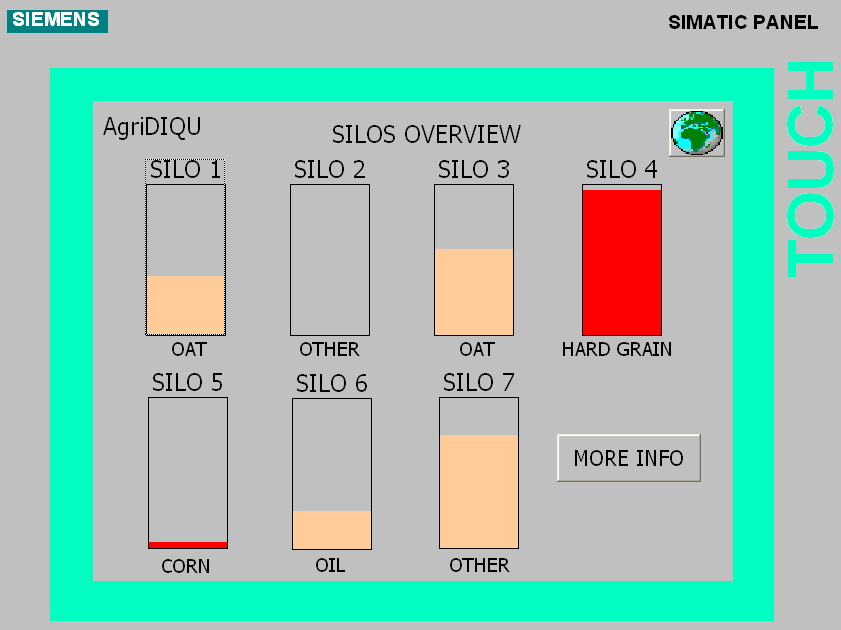 SIEMENS
SIMATIC PANEL
TOUCH
AgriDIQU
SILOS OVERVIEW
SILO 1 SILO 2 SILO 3 SILO 4
OAT OTHER OAT HARD GRAIN
SILO 5 SILO 6 SILO 7
MORE INFO
CORN OIL OTHER